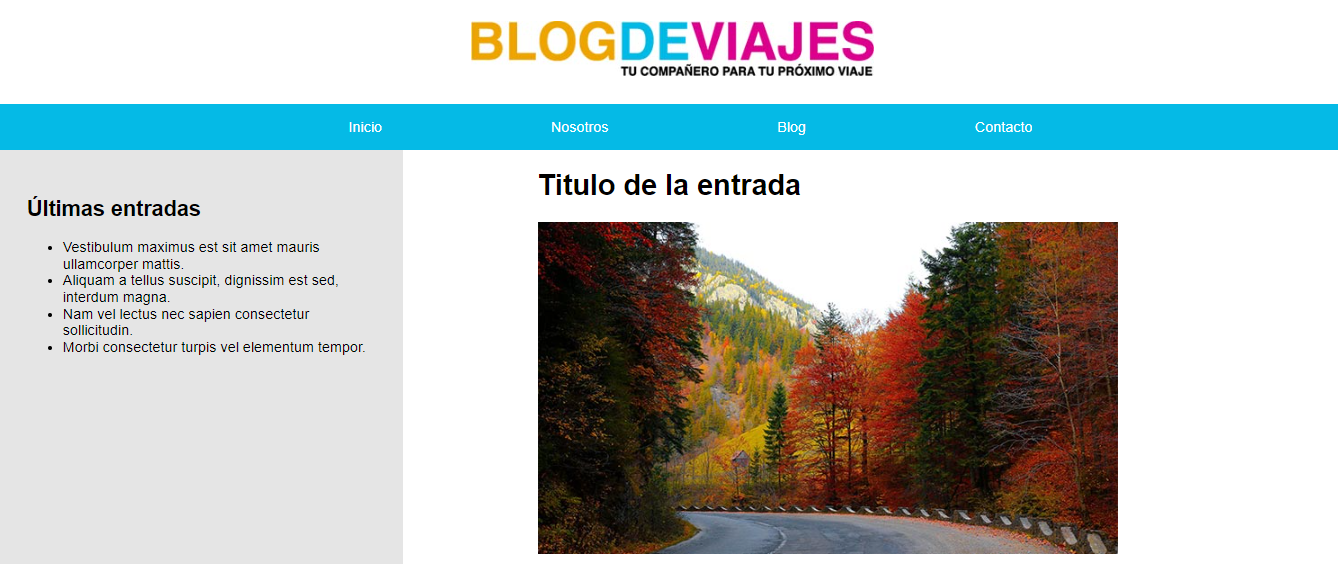 BLOGDEVIAJES
TU COMPAÑERO PARA TU PRÓXIMO VIAJE
Inicio Nosotros Blog Contacto
Últimas entradas
Vestibulum maximus est sit amet mauris
ullamcorper mattis.
Aliquam a tellus suscipit, dignissim est sed,
interdum magna.
Nam vel lectus nec sapien consectetur
sollicitudin.
Morbi consectetur turpis vel elementum tempor.
Titulo de la entrada